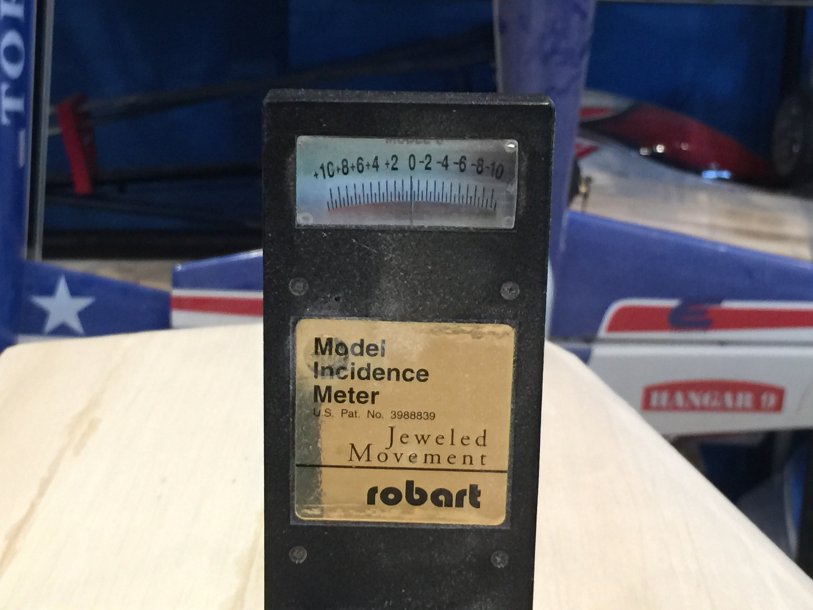 TOP
+10+8+6+4 +2 0 -2 -4 -6 -8 -10
Model
Incidence
Meter
U.S. Pat. No. 3988839
Jeweled
Movement
robart
HANGAR 9